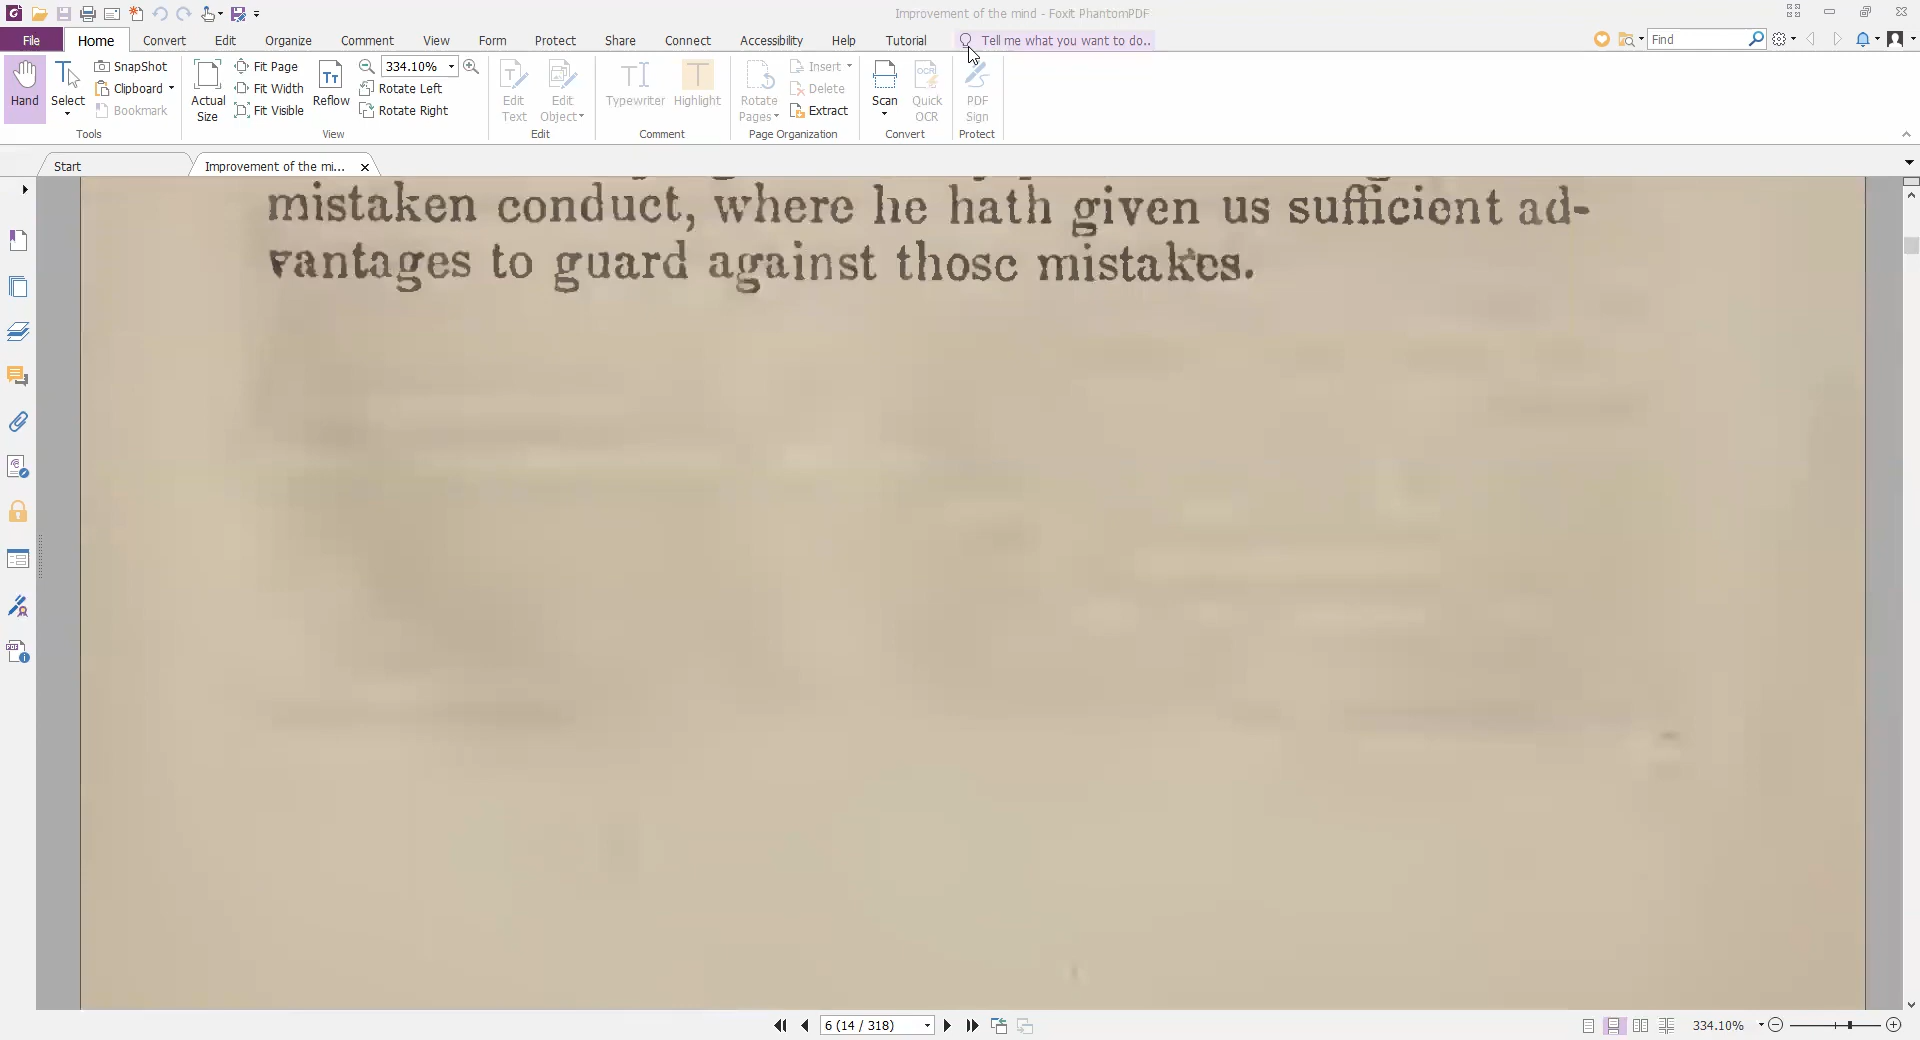 Improvement of the mind - Foxit PhantomPDF
File Home Convert Edit Organize Comment View Form Protect Share Connect Accessibility Help Tutorial Tell me what you want to do.. Find
Hand
Select
SnapShot
Clipboard
Bookmark
Tools
Actual
Size
Fit Page
Fit Width
Fit Visible
Reflow
334.10%
Rotate Left
Rotate Right
View
Edit
Text
Edit
Object
Edit
Typewriter
Highlight
Comment
Rotate
Pages
Insert
Delete
Extract
Page Organization
Scan
Quick
OCR
Convert
PDF
Sign
Protect
Start
Improvement of the mi...
mistaken conduct, where he hath given us sufficient ad-
vantages to guard against those mistakes.
6 (14 / 318)
334.10%